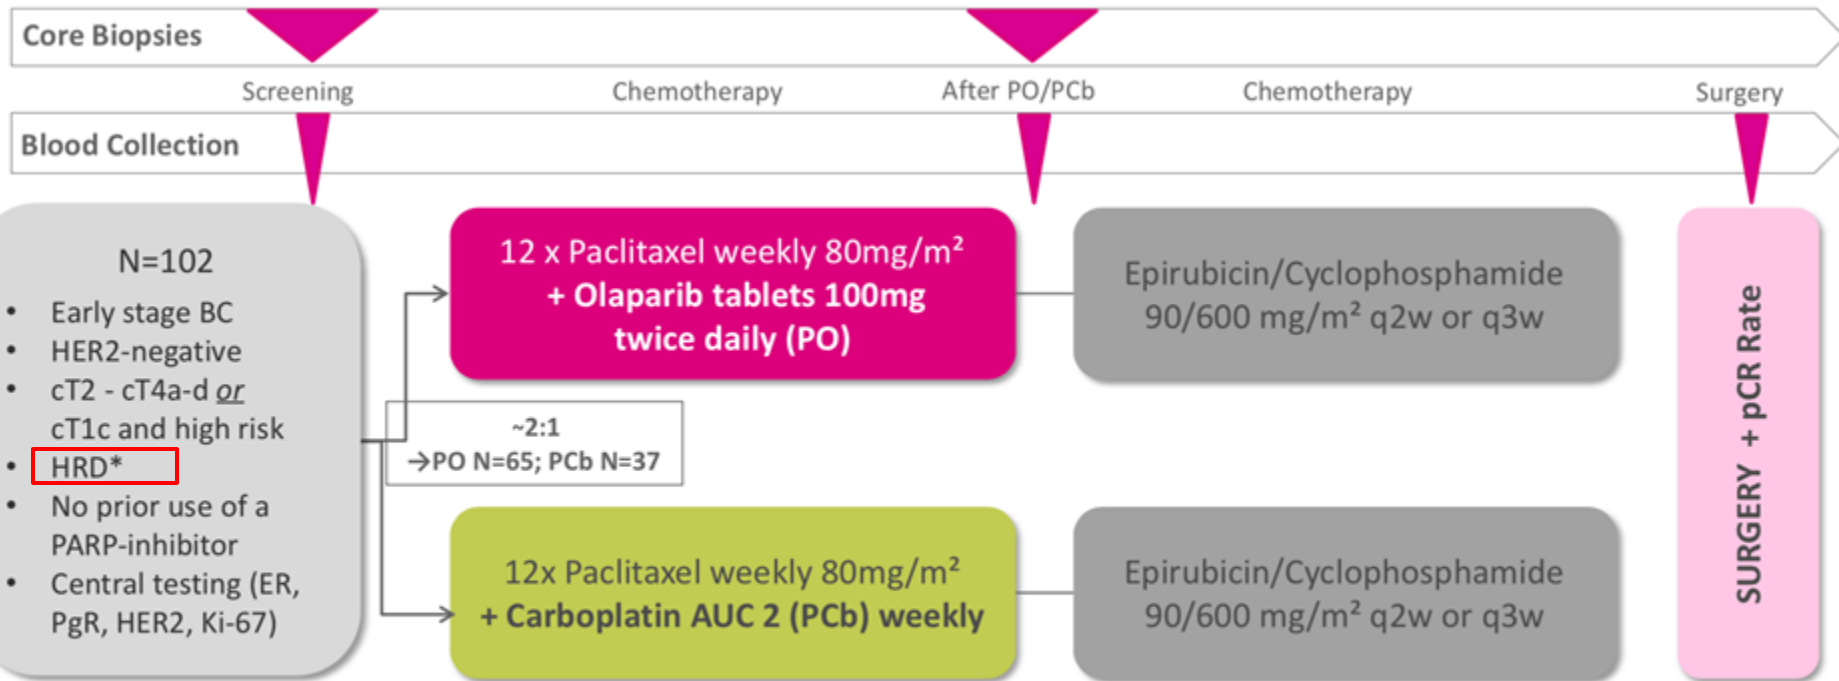 Core Biopsies
Screening
Chemotherapy
After PO/PCb
Chemotherapy
Surgery
Blood Collection
N=102
• Early stage BC
• HER2-negative
• cT2 - cT4a-d or
cT1c and high risk
• HRD*
• No prior use of a
PARP-inhibitor
• Central testing (ER,
PgR, HER2, Ki-67)
~2:1
→PO N=65; PCb N=37
12 x Paclitaxel weekly 80mg/m²
+ Olaparib tablets 100mg
twice daily (PO)
Epirubicin/Cyclophosphamide
90/600 mg/m² q2w or q3w
12x Paclitaxel weekly 80mg/m²
+ Carboplatin AUC 2 (PCb) weekly
Epirubicin/Cyclophosphamide
90/600 mg/m² q2w or q3w
SURGERY + pCR Rate